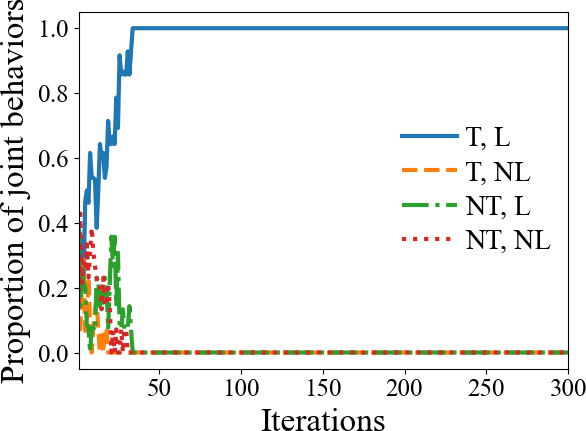 Proportion of joint behaviors
1.0
0.8
0.6
0.4
0.2
0.0
T, L
T, NL
NT, L
NT, NL
50
100
150
200
250
300
Iterations